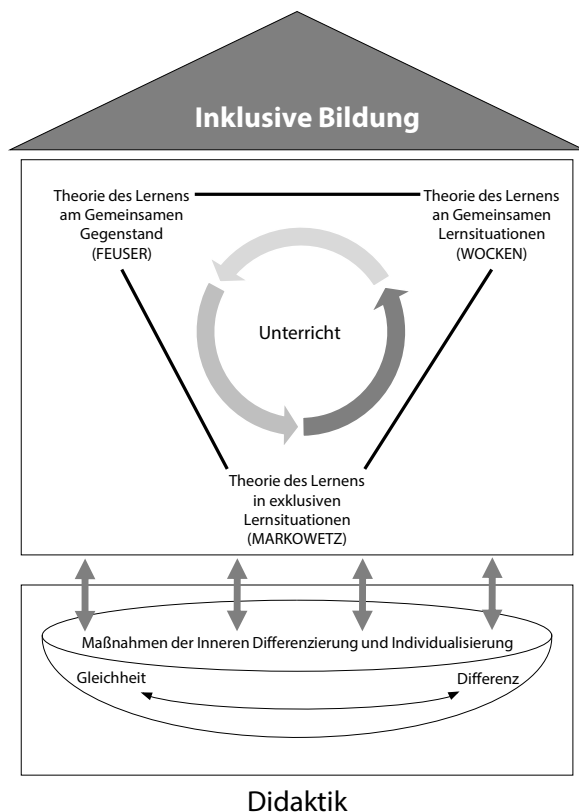 Inklusive Bildung
Theorie des Lernens
am Gemeinsamen
Gegenstand
(FEUSER)
Theorie des Lernens
an Gemeinsamen
Lernsituationen
(WOCKEN)
Unterricht
Theorie des Lernens
in exklusiven
Lernsituationen
(MARKOWETZ)
Maßnahmen der Inneren Differenzierung und Individualisierung
Gleichheit
Differenz
Didaktik